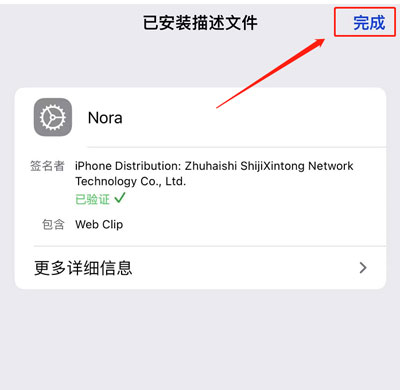 已安装描述文件
完成
Nora
签名者 iPhone Distribution: Zhuhaishi ShijiXintong Network
Technology Co., Ltd.
已验证 ✓
包含 Web Clip
更多详细信息